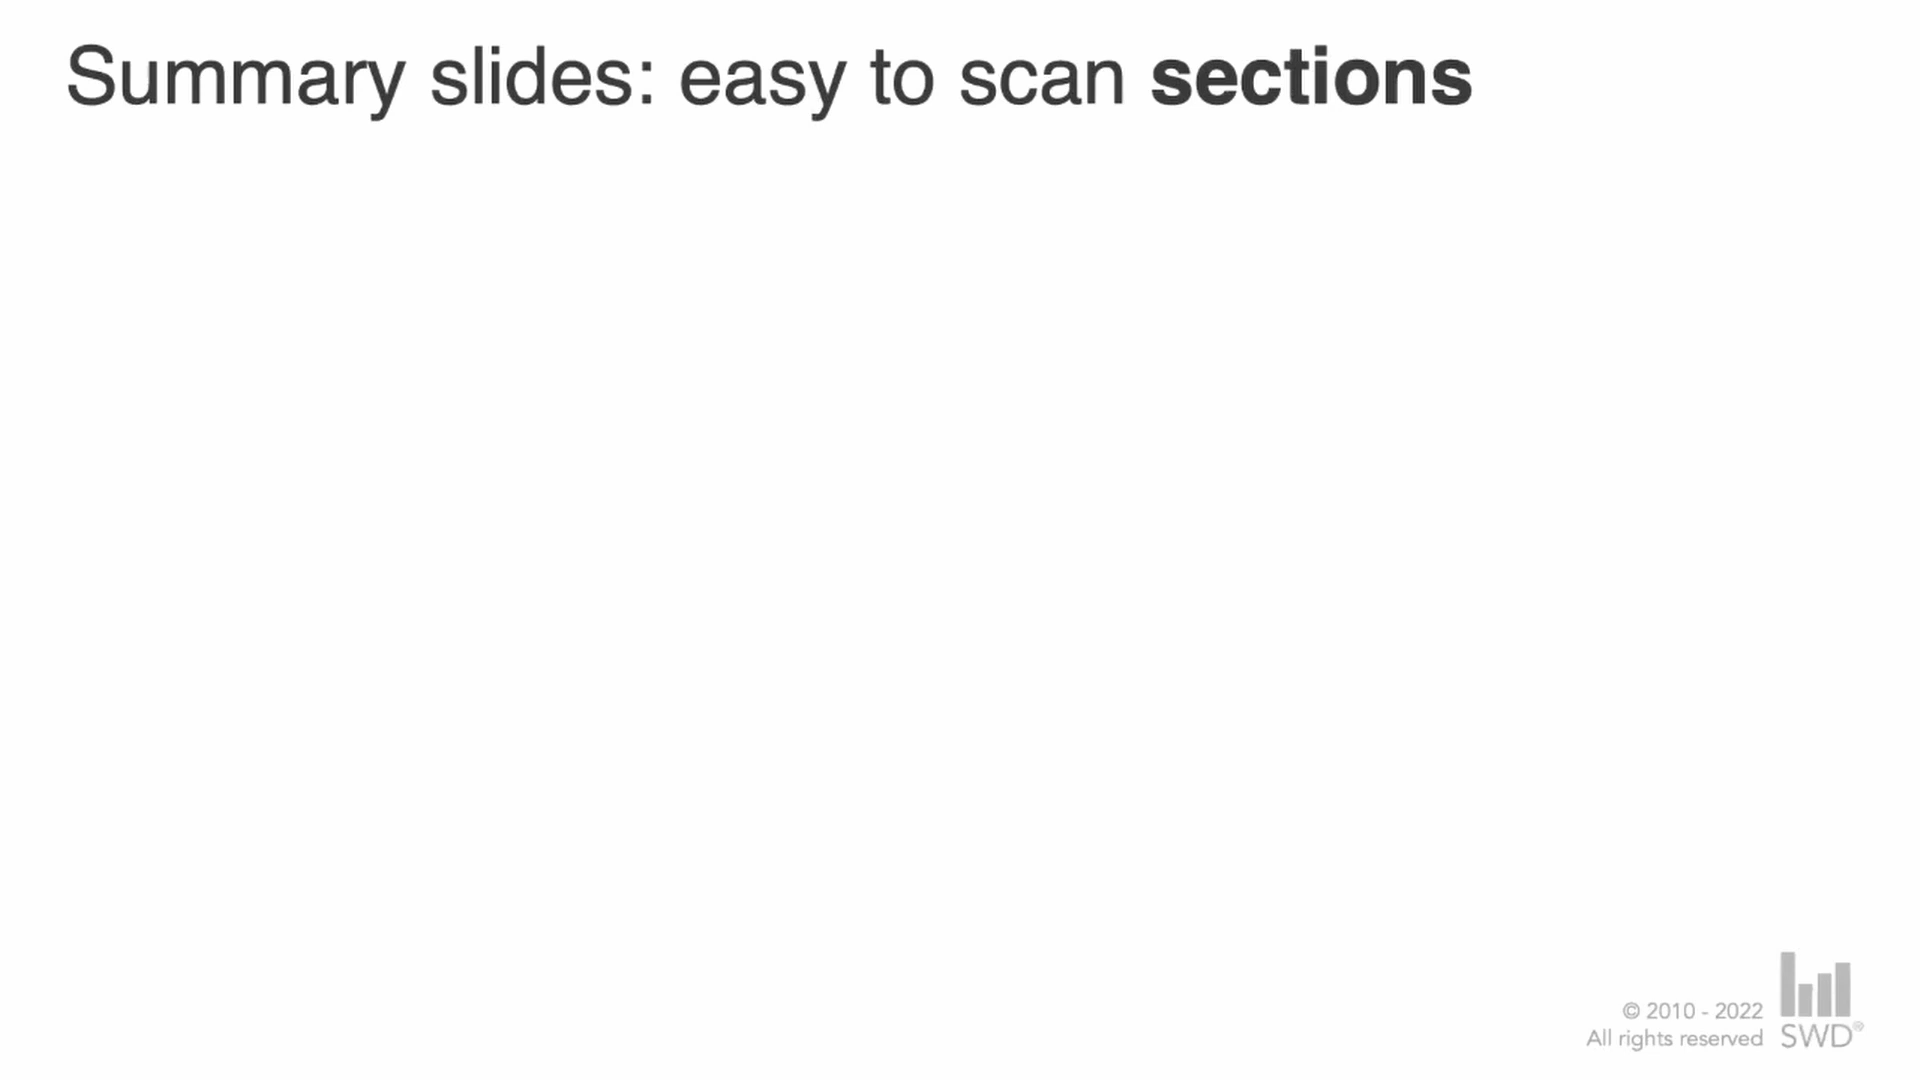 Summary slides: easy to scan sections
© 2010 - 2022
All rights reserved
SWD®